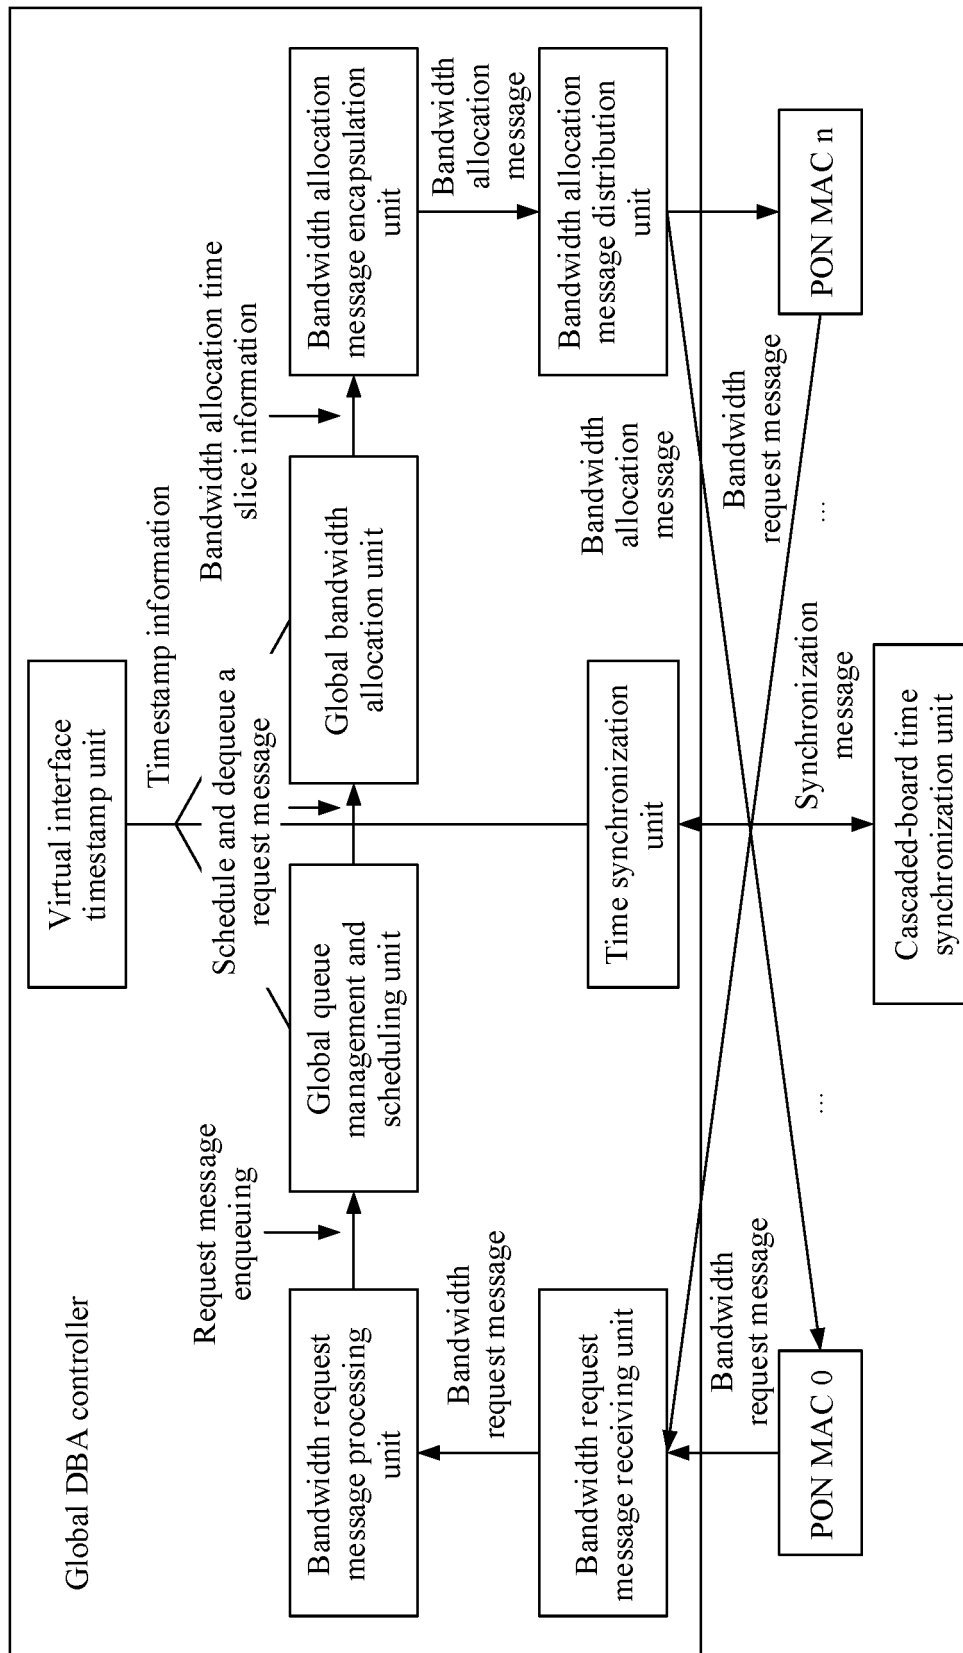 Global DBA controller
Virtual interface
timestamp unit
Timestamp information
Request message
enqueuing
Schedule and dequeue a
request message
Bandwidth allocation time
slice information
Bandwidth request
message processing
unit
Global queue
management and
scheduling unit
Global bandwidth
allocation unit
Bandwidth allocation
message encapsulation
unit
Bandwidth
request message
Bandwidth
allocation
message
Bandwidth request
message receiving unit
Time synchronization
unit
Bandwidth
allocation
message
Bandwidth allocation
message distribution
unit
Bandwidth
request message
Synchronization
message
Bandwidth
request message
PON MAC 0
...
...
PON MAC n
Cascaded-board time
synchronization unit